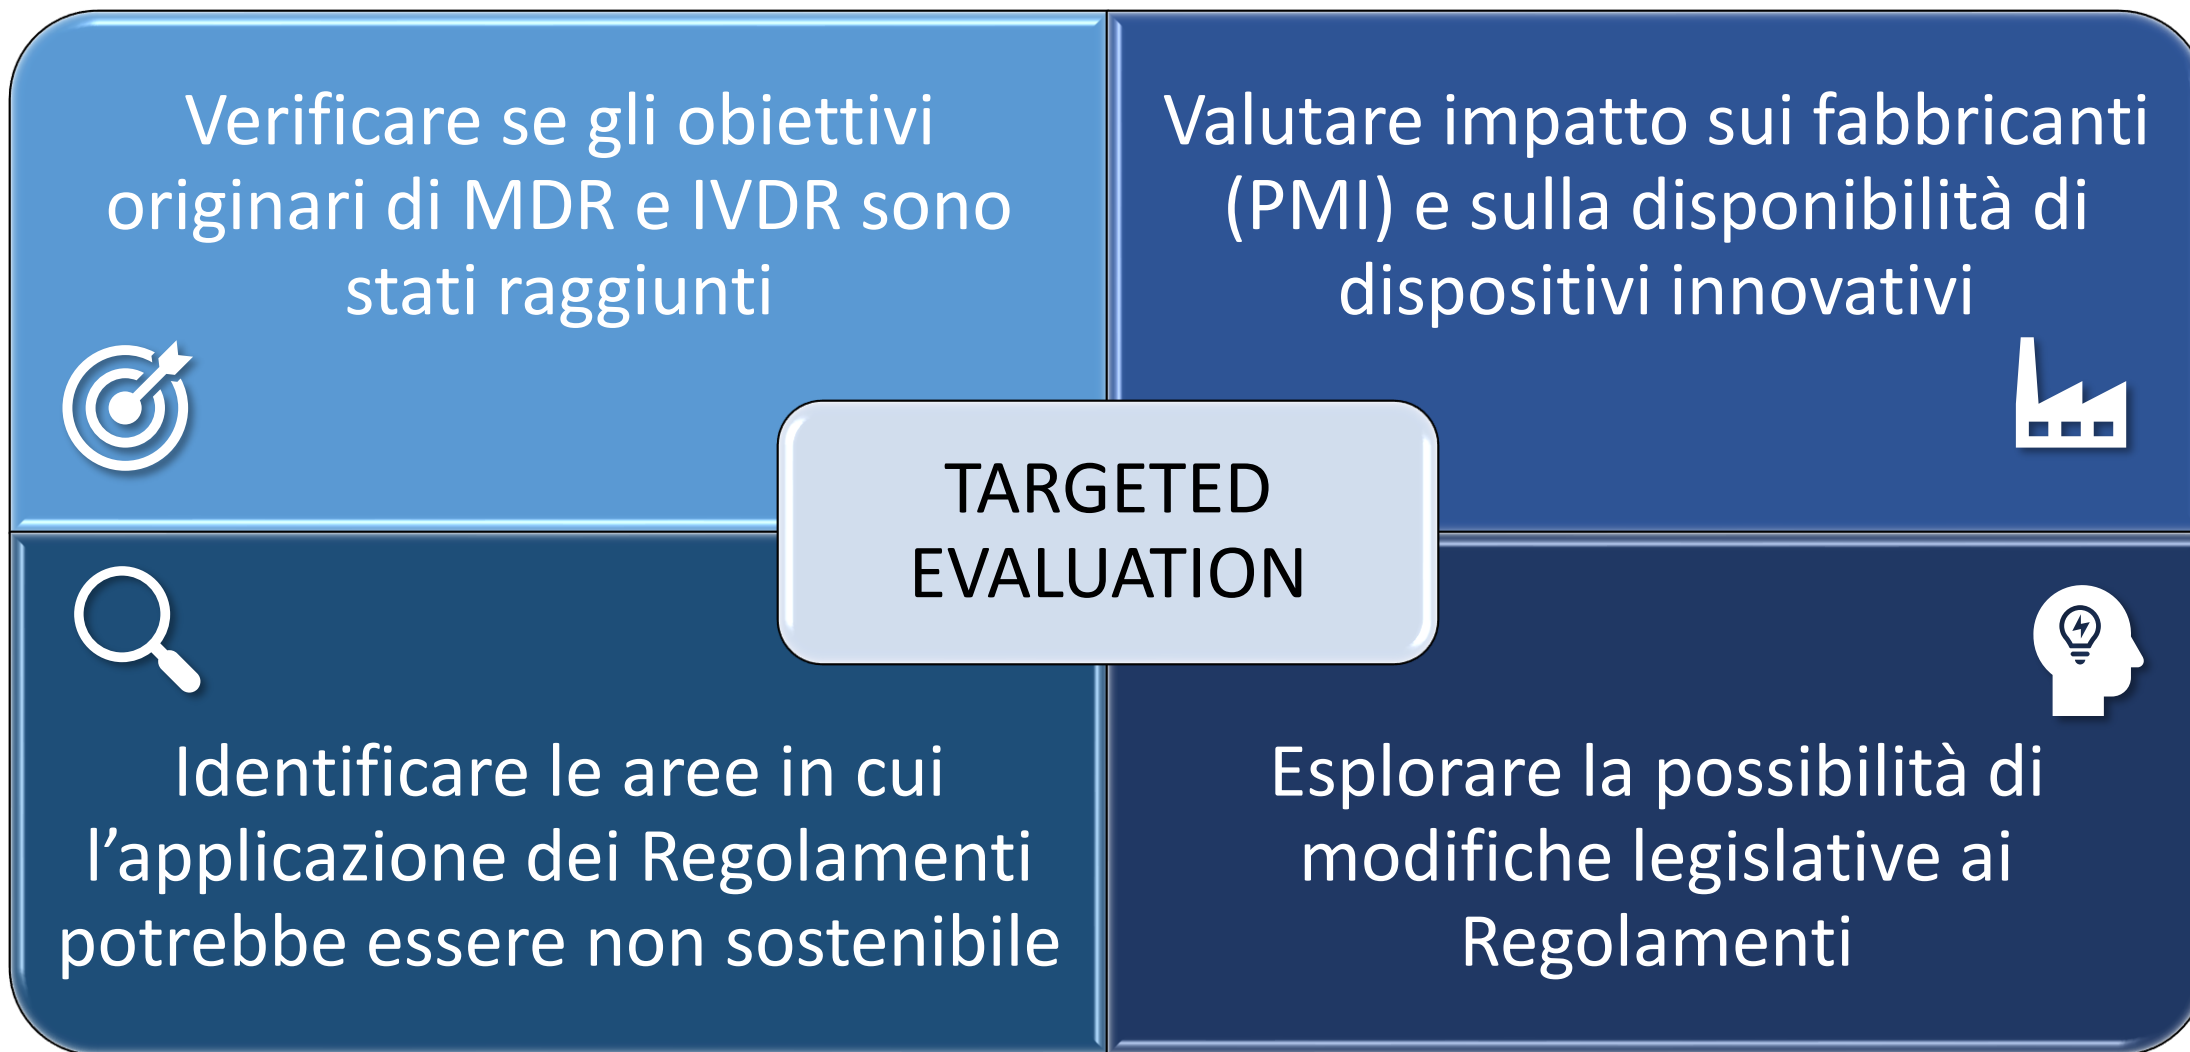 Verificare se gli obiettivi
originari di MDR e IVDR sono
stati raggiunti
Valutare impatto sui fabbricanti
(PMI) e sulla disponibilità di
dispositivi innovativi
TARGETED
EVALUATION
Identificare le aree in cui
l’applicazione dei Regolamenti
potrebbe essere non sostenibile
Esplorare la possibilità di
modifiche legislative ai
Regolamenti